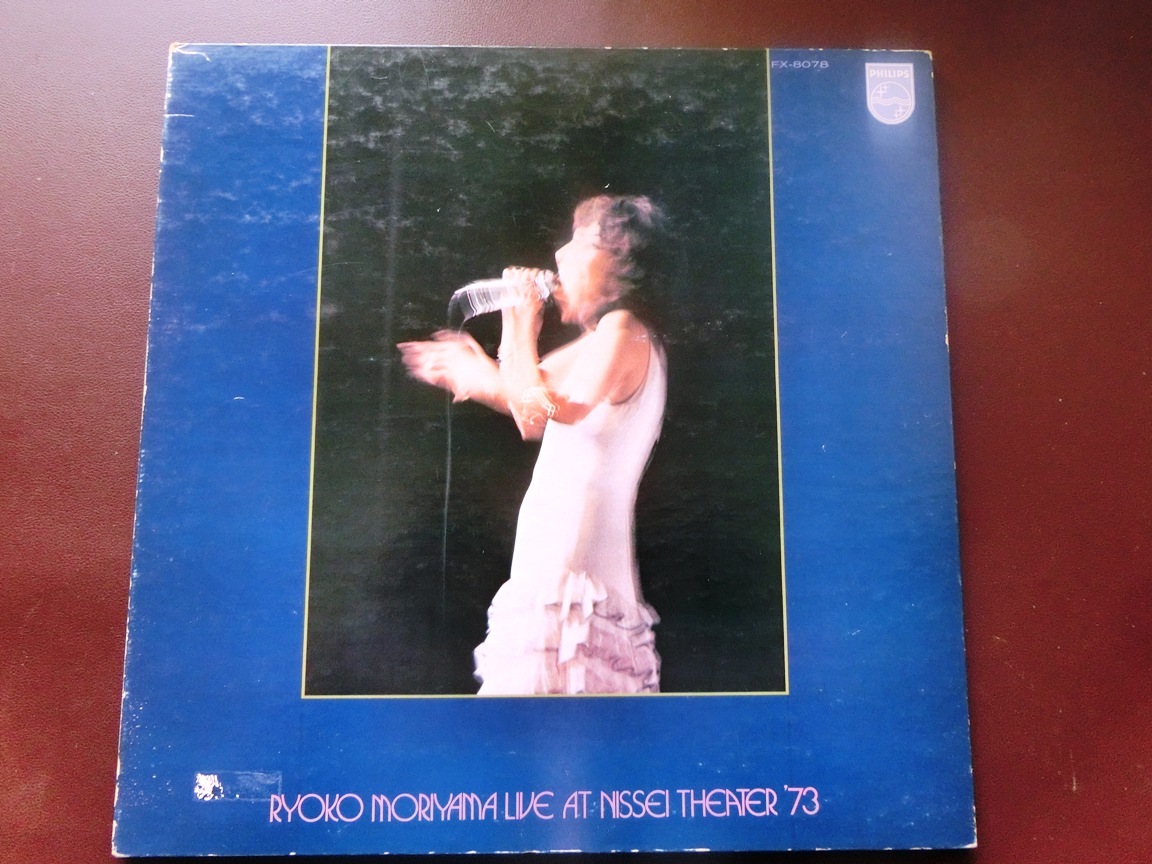 FX-8078
PHILIPS
RYOKO MORIYAMA LIVE AT NISSEI THEATER '73